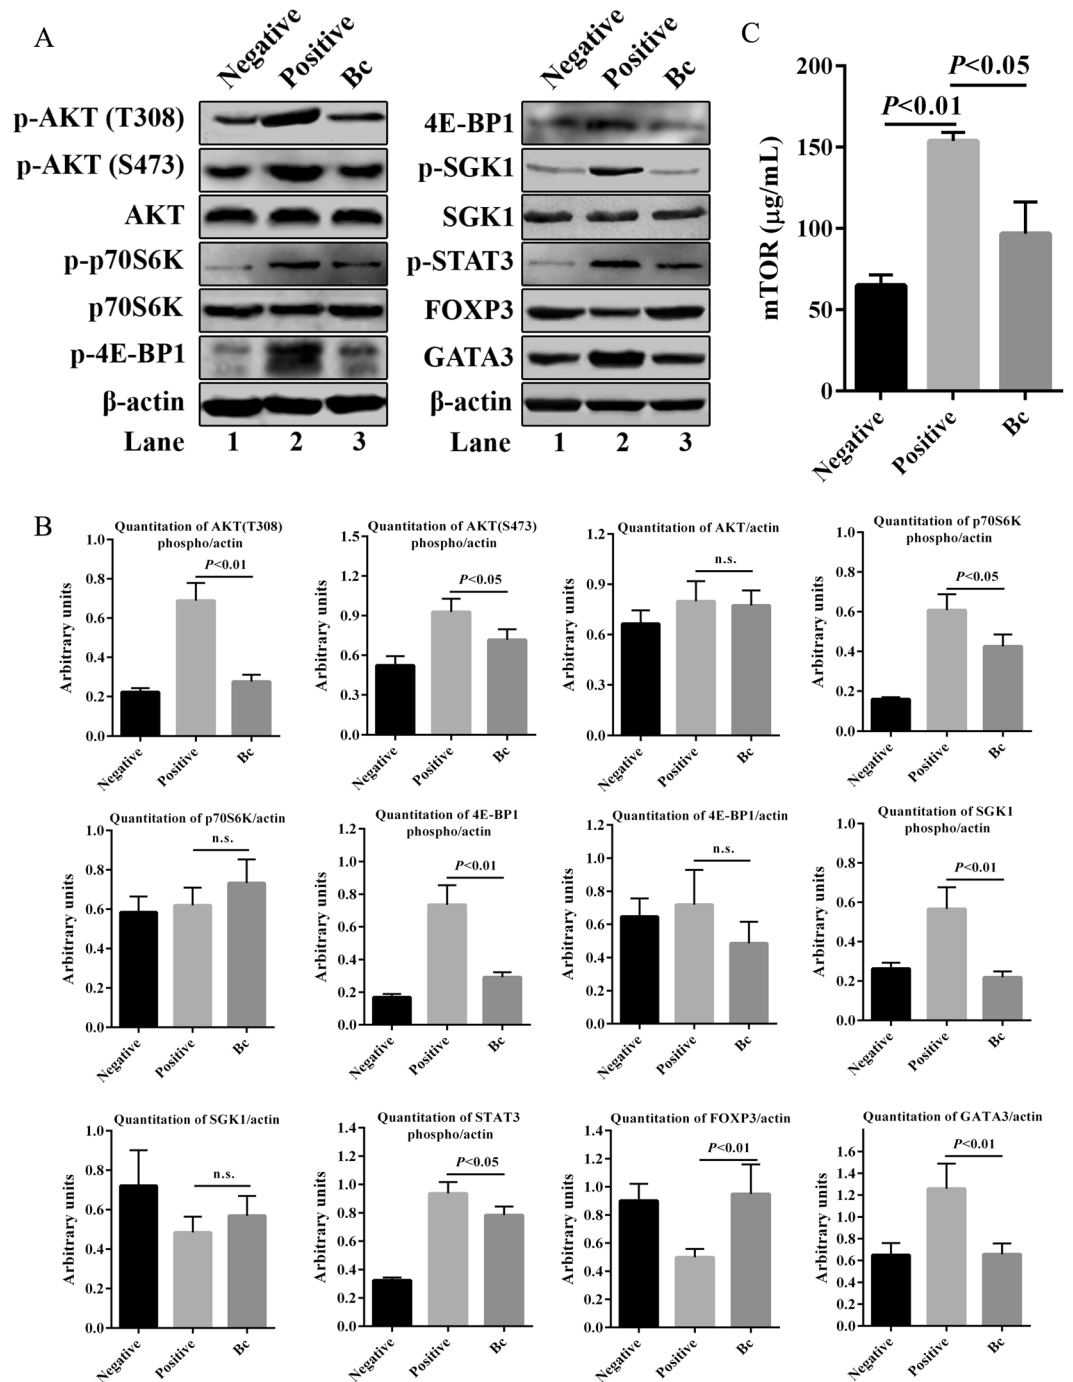 A
Negative
Positive
Bc
p-AKT (T308)
p-AKT (S473)
AKT
p-p70S6K
p70S6K
p-4E-BP1
β-actin
Lane 1 2 3
Negative
Positive
Bc
4E-BP1
p-SGK1
SGK1
p-STAT3
FOXP3
GATA3
β-actin
Lane 1 2 3
C
mTOR (μg/mL)
200
150
100
50
0
P<0.01
P<0.05
Negative
Positive
Bc
B
Quantitation of AKT(T308)
phospho/actin
Arbitrary units
1.0
0.8
0.6
0.4
0.2
0.0
P<0.01
Negative
Positive
Bc
Quantitation of AKT(S473)
phospho/actin
Arbitrary units
1.5
1.2
0.9
0.6
0.3
0.0
P<0.05
Negative
Positive
Bc
Quantitation of AKT/actin
Arbitrary units
1.2
0.9
0.6
0.3
0.0
n.s.
Negative
Positive
Bc
Quantitation of p70S6K
phospho/actin
Arbitrary units
1.0
0.8
0.6
0.4
0.2
0.0
P<0.05
Negative
Positive
Bc
Quantitation of p70S6K/actin
Arbitrary units
1.0
0.8
0.6
0.4
0.2
0.0
n.s.
Negative
Positive
Bc
Quantitation of 4E-BP1
phospho/actin
Arbitrary units
1.2
1.0
0.8
0.6
0.4
0.2
0.0
P<0.01
Negative
Positive
Bc
Quantitation of 4E-BP1/actin
Arbitrary units
1.2
1.0
0.8
0.6
0.4
0.2
0.0
n.s.
Negative
Positive
Bc
Quantitation of SGK1
phospho/actin
Arbitrary units
1.0
0.8
0.6
0.4
0.2
0.0
P<0.01
Negative
Positive
Bc
Quantitation of SGK1/actin
Arbitrary units
1.0
0.8
0.6
0.4
0.2
0.0
n.s.
Negative
Positive
Bc
Quantitation of STAT3
phospho/actin
Arbitrary units
1.4
1.2
1.0
0.8
0.6
0.4
0.2
0.0
P<0.05
Negative
Positive
Bc
Quantitation of FOXP3/actin
Arbitrary units
1.4
1.2
1.0
0.8
0.6
0.4
0.2
0.0
P<0.01
Negative
Positive
Bc
Quantitation of GATA3/actin
Arbitrary units
1.6
1.4
1.2
1.0
0.8
0.6
0.4
0.2
0.0
P<0.01
Negative
Positive
Bc